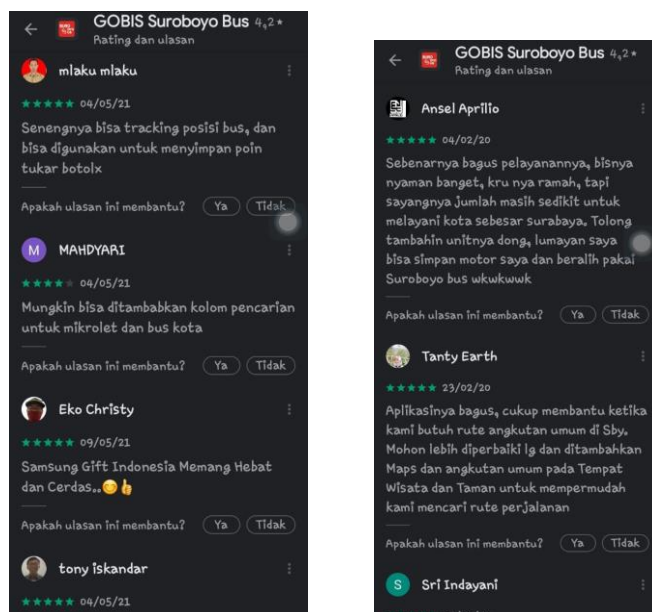 GOBIS Suroboyo Bus 4,2★
Rating dan ulasan
mlaku mlaku
★★★★★ 04/05/21
Senengnya bisa tracking posisi bus, dan
bisa digunakan untuk menyimpan poin
tukar botolx
Apakah ulasan ini membantu? Ya Tidak
M MAHDYARI
★★★★★ 04/05/21
Mungkin bisa ditambabkan kolom pencarian
untuk mikrolet dan bus kota
Apakah ulasan ini membantu? Ya Tidak
Eko Christy
★★★★★ 09/05/21
Samsung Gift Indonesia Memang Hebat
dan Cerdas..😊👍
Apakah ulasan ini membantu? Ya Tidak
tony iskandar
★★★★★ 04/05/21
GOBIS Suroboyo Bus 4,2★
Rating dan ulasan
Ansel Aprilio
★★★★★ 04/02/20
Sebenarnya bagus pelayanannya, bisnya
nyaman banget, kru nya ramah, tapi
sayangnya jumlah masih sedikit untuk
melayani kota sebesar surabaya. Tolong
tambahin unitnya dong, lumayan saya
bisa simpan motor saya dan beralih pakai
Suroboyo bus wkwkwuk
Apakah ulasan ini membantu? Ya Tidak
Tanty Earth
★★★★★ 23/02/20
Aplikasinya bagus, cukup membantu ketika
kami butuh rute angkutan umum di Sby.
Mohon lebih diperbaiki lg dan ditambahkan
Maps dan angkutan umum pada Tempat
Wisata dan Taman untuk mempermudah
kami mencari rute perjalanan
Apakah ulasan ini membantu? Ya Tidak
S Sri Indayani